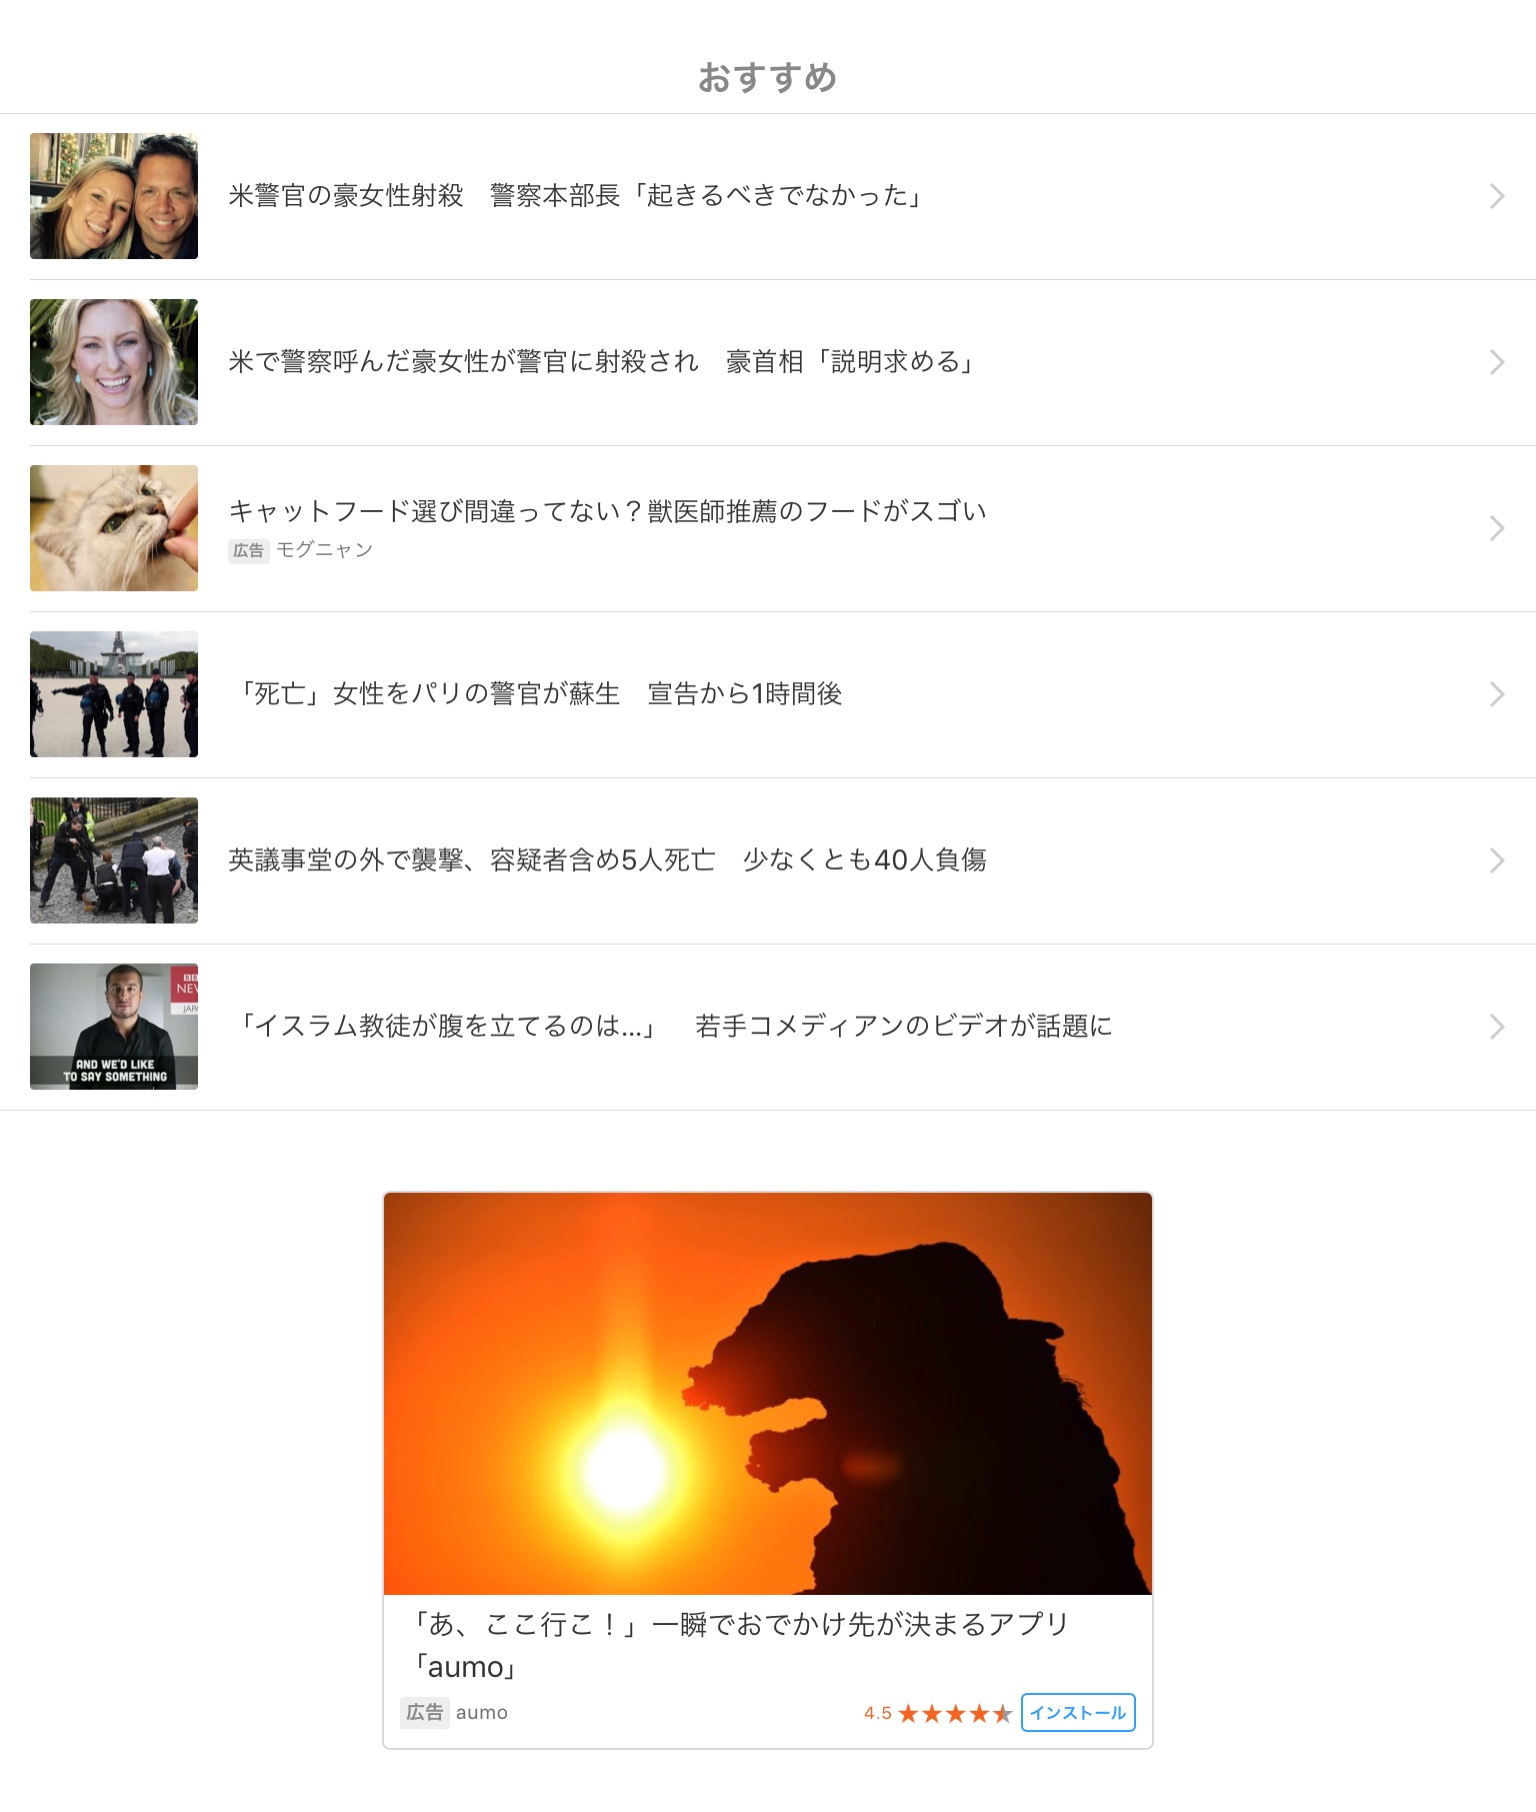 おすすめ
米警官の豪女性射殺　警察本部長「起きるべきでなかった」
米で警察呼んだ豪女性が警官に射殺され　豪首相「説明求める」
キャットフード選び間違ってない？獣医師推薦のフードがスゴい
広告 モグニャン
「死亡」女性をパリの警官が蘇生　宣告から1時間後
英議事堂の外で襲撃、容疑者含め5人死亡　少なくとも40人負傷
BB
NEW
JAPA
「イスラム教徒が腹を立てるのは…」　若手コメディアンのビデオが話題に
AND WE'D LIKE
TO SAY SOMETHING
「あ、ここ行こ！」一瞬でおでかけ先が決まるアプリ
「aumo」
広告 aumo 4.5 ★★★★★ インストール